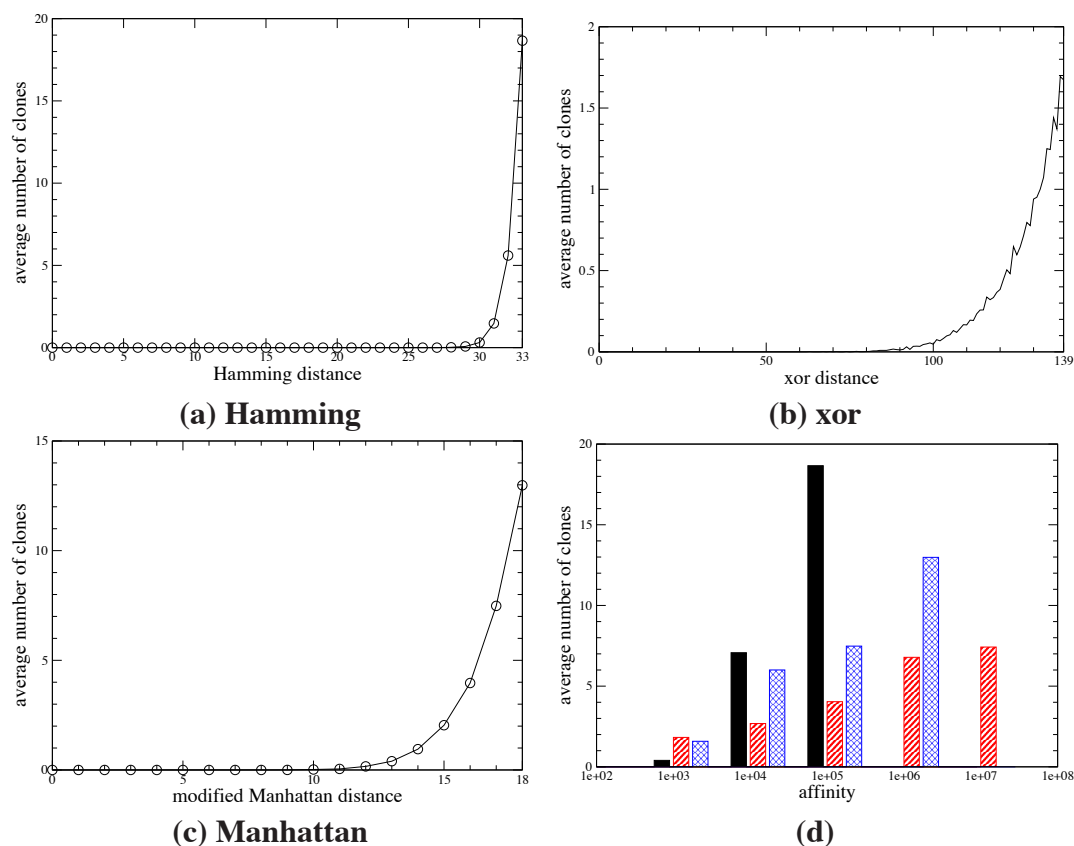 20
15
10
5
0
average number of clones
0 5 10 15 20 25 30 33
Hamming distance
(a) Hamming
2
1.5
1
0.5
0
average number of clones
0 50 100 139
xor distance
(b) xor
15
10
5
0
average number of clones
0 5 10 15 18
modified Manhattan distance
(c) Manhattan
20
15
10
5
0
average number of clones
1e+02 1e+03 1e+04 1e+05 1e+06 1e+07 1e+08
affinity
(d)